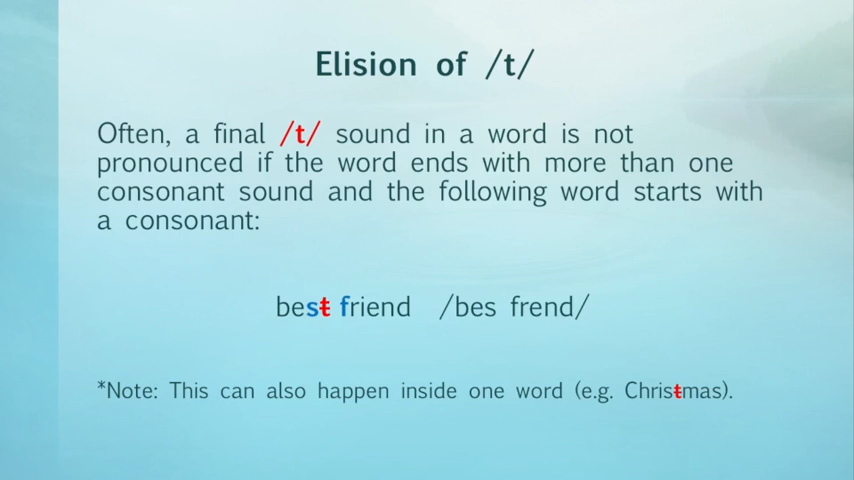 Elision of /t/
Often, a final /t/ sound in a word is not
pronounced if the word ends with more than one
consonant sound and the following word starts with
a consonant:
best friend /bes frend/
*Note: This can also happen inside one word (e.g. Christmas).